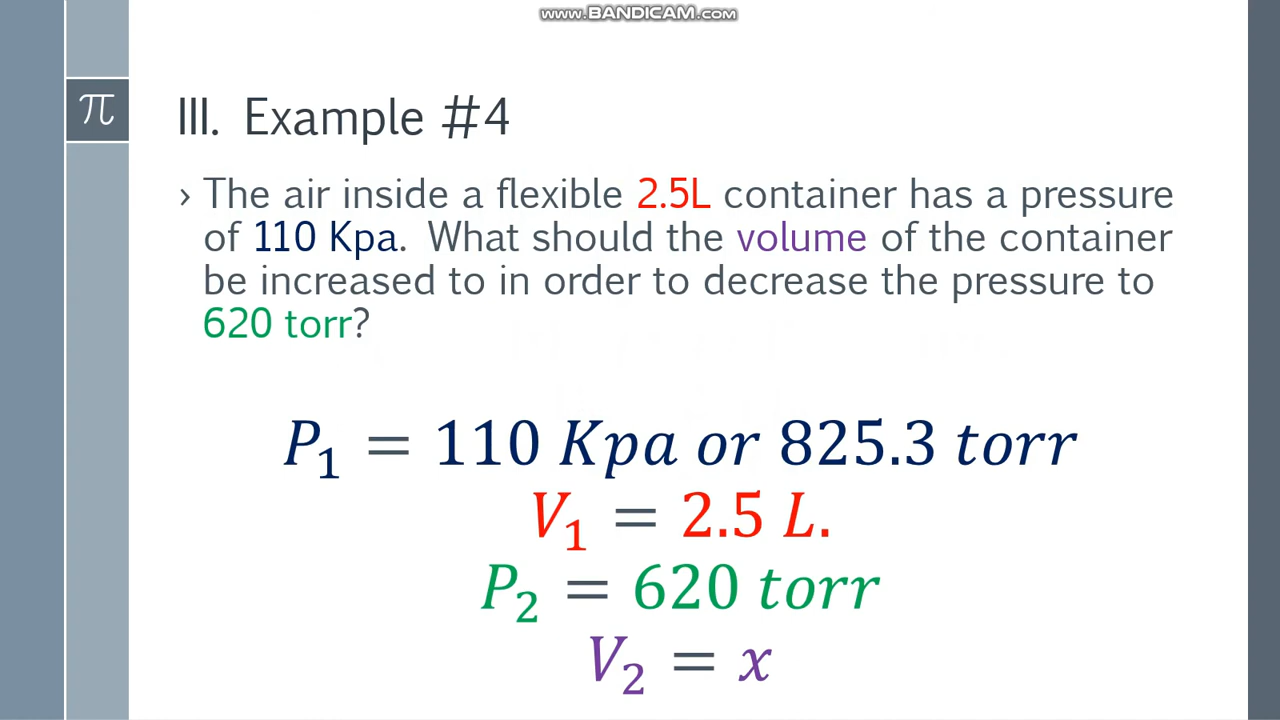 www.BANDICAM.com
π
III. Example #4
› The air inside a flexible 2.5L container has a pressure
of 110 Kpa. What should the volume of the container
be increased to in order to decrease the pressure to
620 torr?
P₁ = 110 Kpa or 825.3 torr
V₁ = 2.5 L.
P₂ = 620 torr
V₂ = x